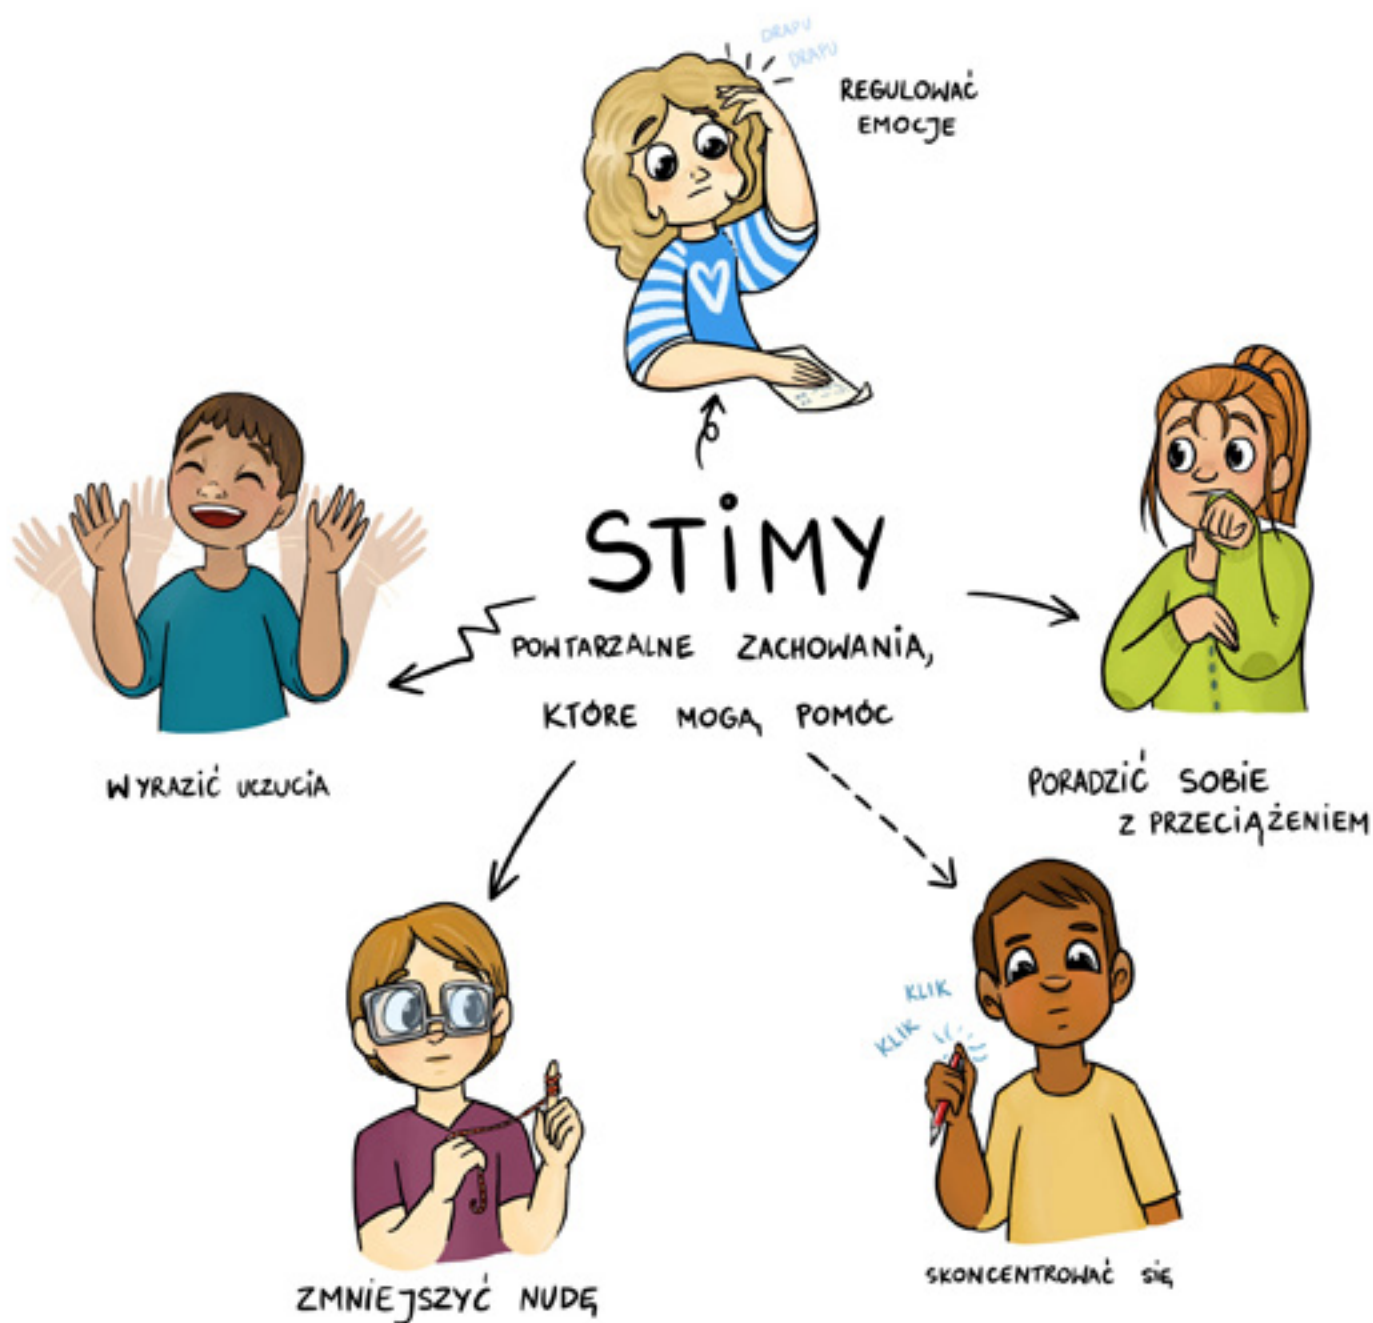 DRAPU
DRAPU
REGULOWAĆ
EMOCJE
STIMY
POWTARZALNE ZACHOWANIA,
KTÓRE MOGĄ POMÓC
WYRAZIĆ UCZUCIA
PORADZIĆ SOBIE
Z PRZECIĄŻENIEM
KLIK
KLIK
ZMNIEJSZYĆ NUDĘ
SKONCENTROWAĆ SIĘ